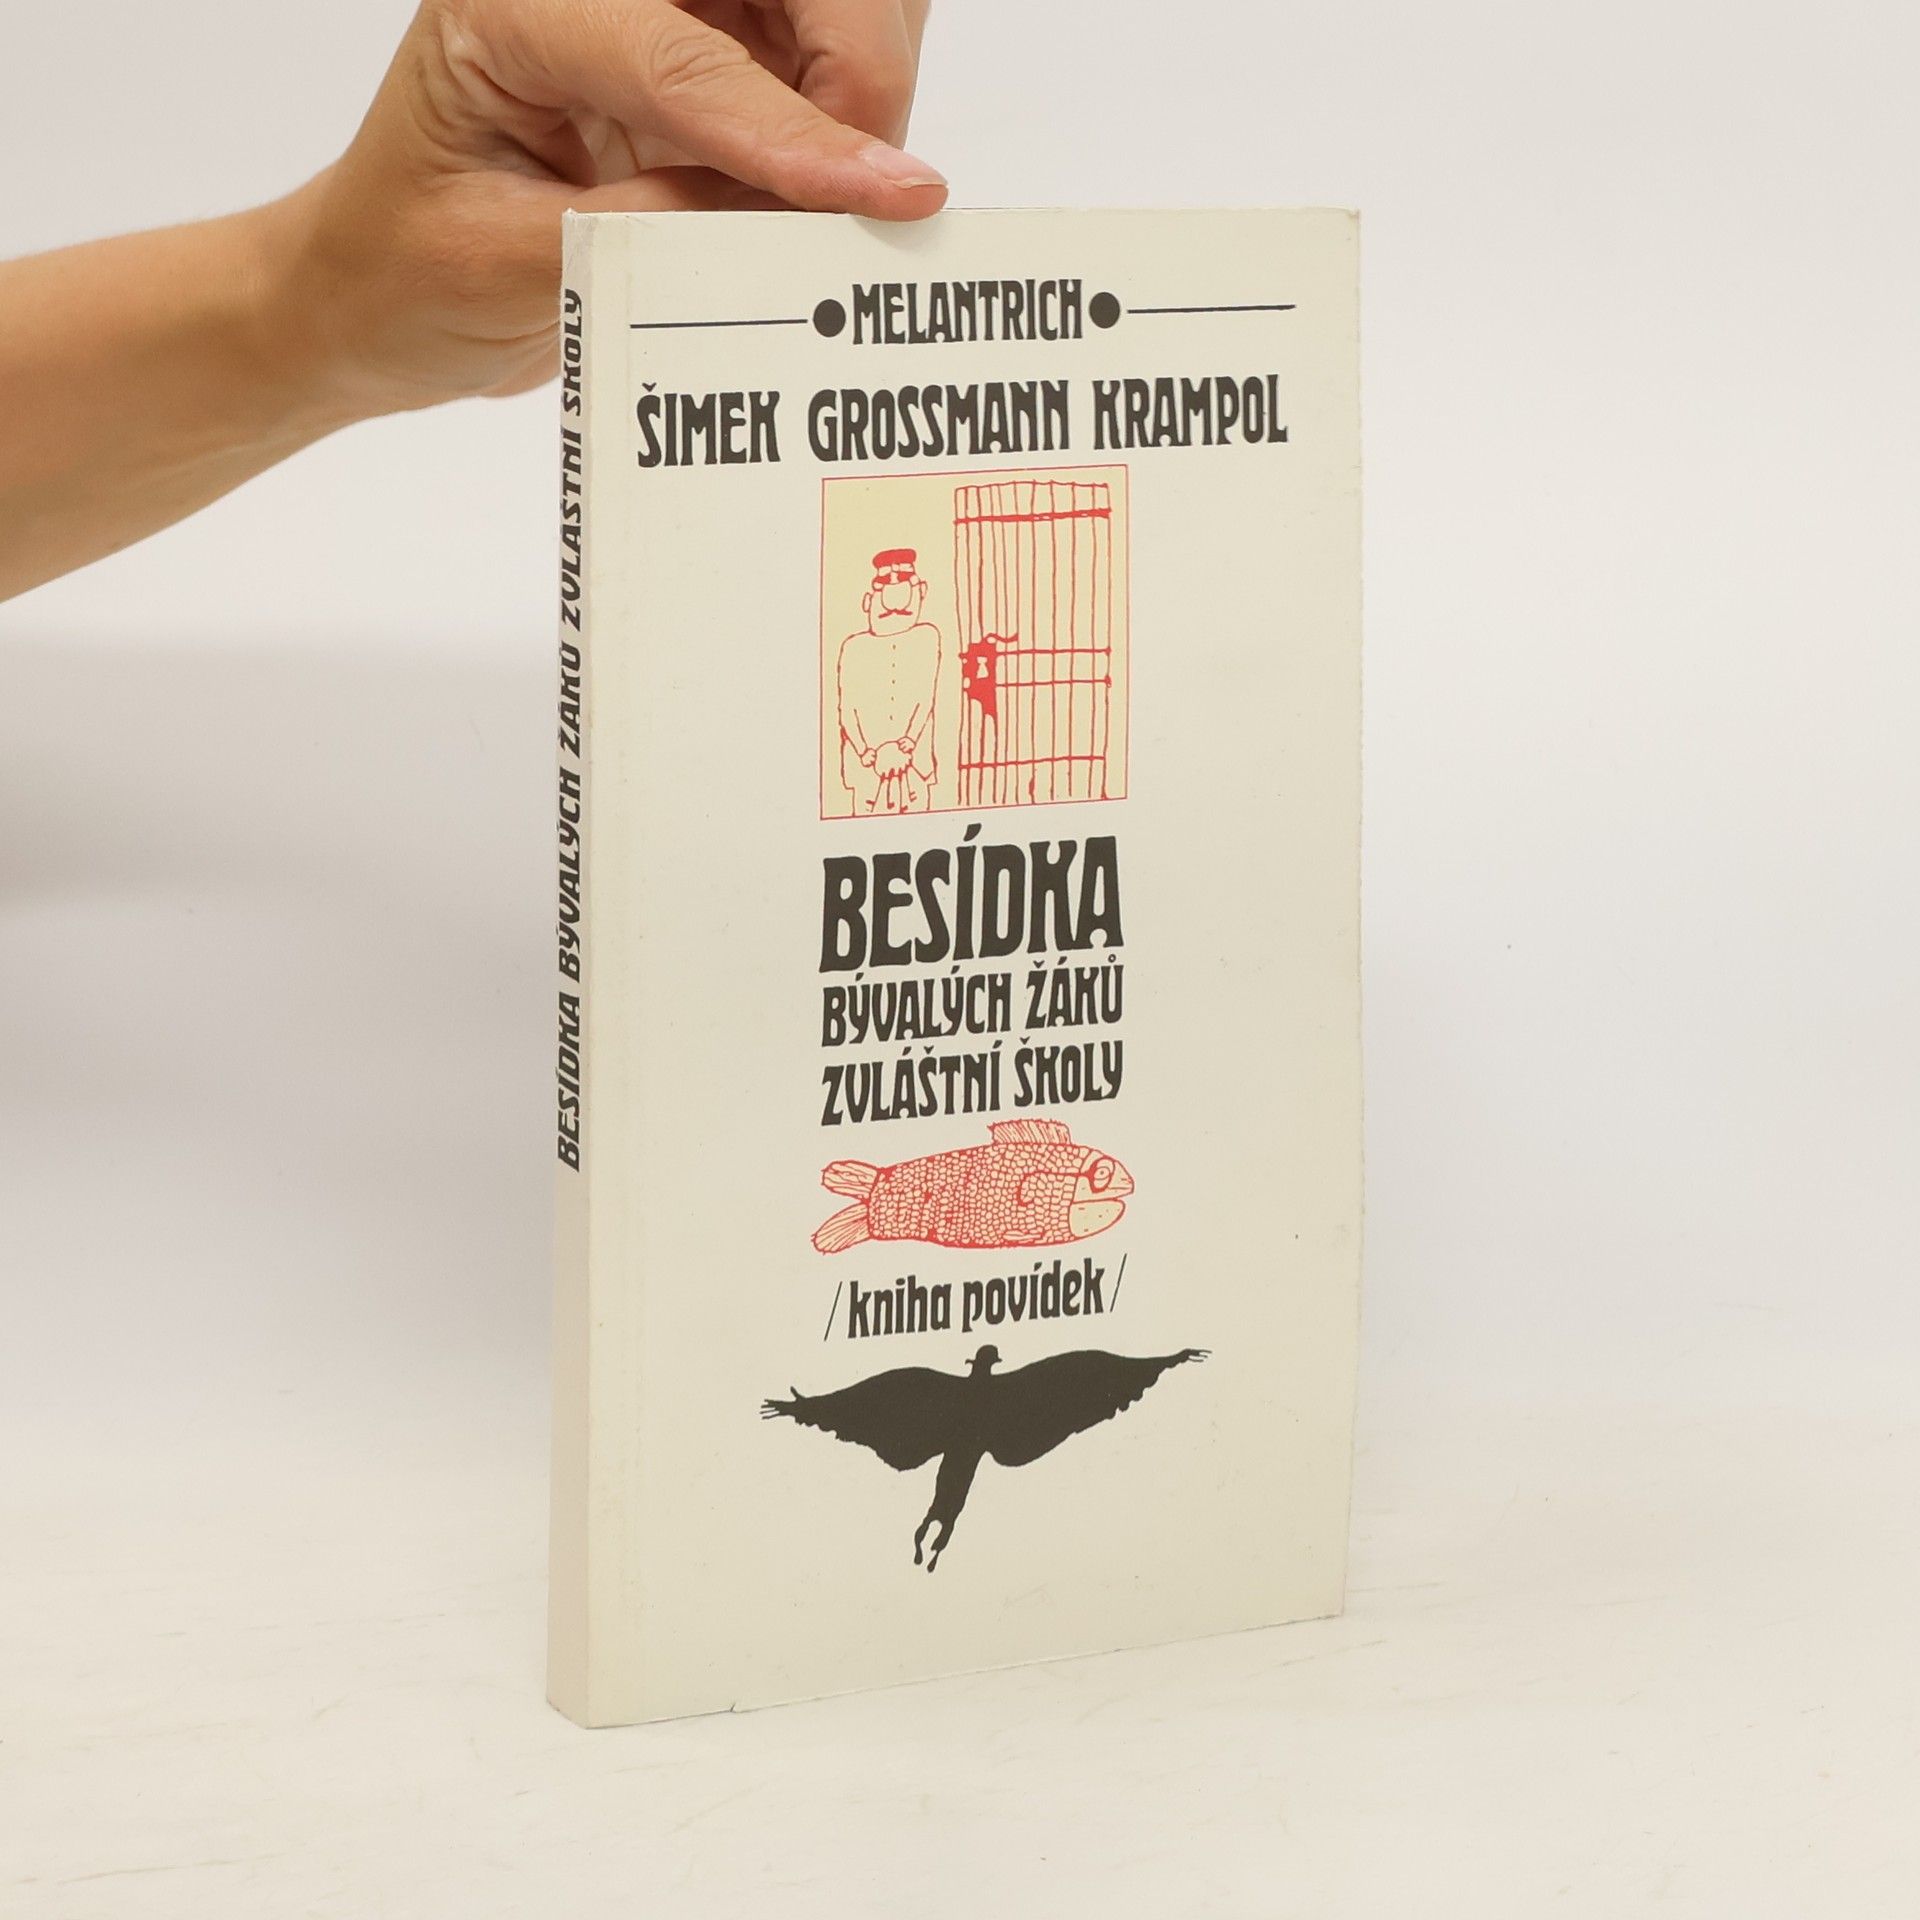 MELANTRICH
ŠIMEK GROSSMANN KRAMPOL
BESÍDKA
BÝVALÝCH ŽÁKŮ
ZVLÁŠTNÍ ŠKOLY
/kniha povídek/
BESÍDKA BÝVALÝCH ŽÁKŮ ZVLÁŠTNÍ ŠKOLY